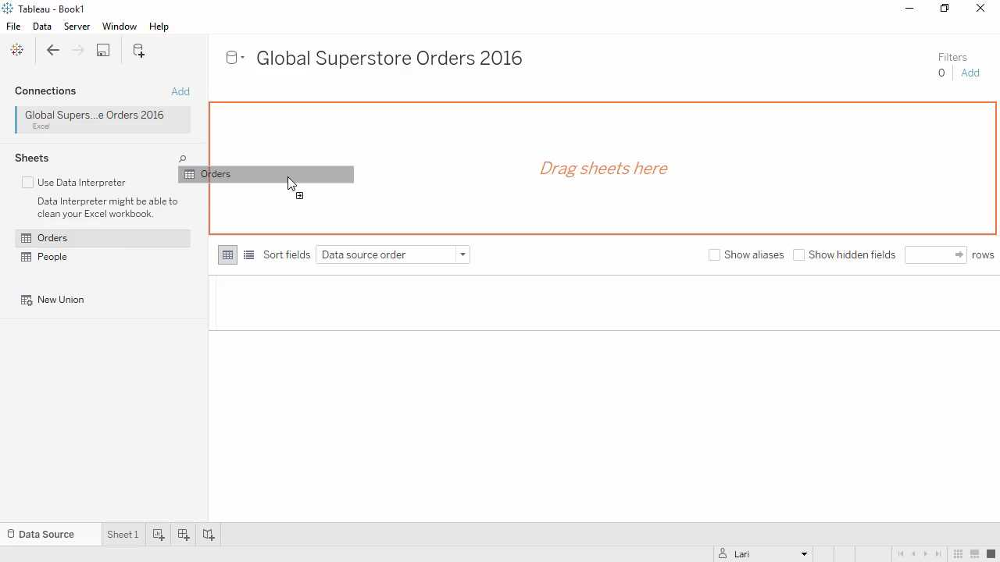 Tableau - Book1
File Data Server Window Help
Global Superstore Orders 2016
Filters
0 Add
Connections Add
Global Supers...e Orders 2016
Excel
Sheets
Orders
Drag sheets here
Use Data Interpreter
Data Interpreter might be able to
clean your Excel workbook.
Orders
People
New Union
Sort fields Data source order Show aliases Show hidden fields rows
Data Source Sheet 1
Lari